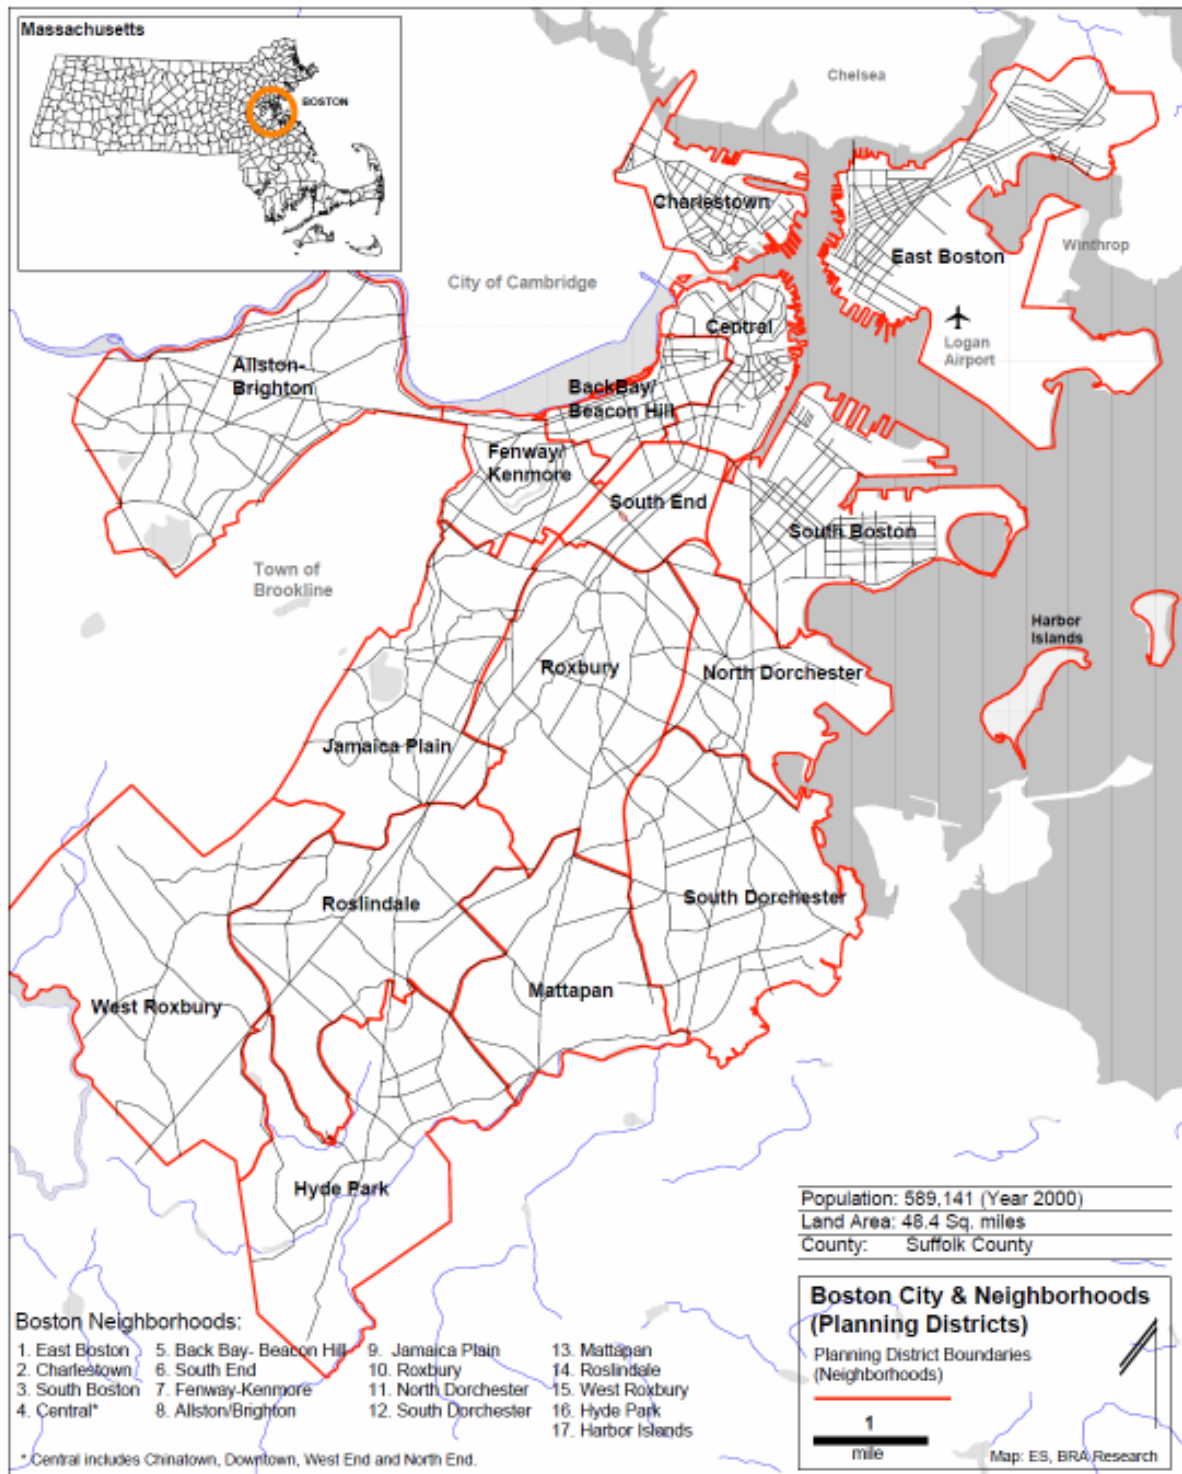 Massachusetts
BOSTON
Chelsea
Charlestown
East Boston
Winthrop
City of Cambridge
Central
Logan
Airport
Allston-
Brighton
BackBay/
Beacon Hill
Fenway/
Kenmore
South End
South Boston
Town of
Brookline
Harbor
Islands
Roxbury
North Dorchester
Jamaica Plain
Roslindale
South Dorchester
Mattapan
West Roxbury
Hyde Park
Population: 589,141 (Year 2000)
Land Area: 48.4 Sq. miles
County: Suffolk County
Boston City & Neighborhoods
(Planning Districts)
Planning District Boundaries
(Neighborhoods)
1
mile
Map: ES, BRA Research
Boston Neighborhoods:
1. East Boston 5. Back Bay- Beacon Hill 9. Jamaica Plain 13. Mattapan
2. Charlestown 6. South End 10. Roxbury 14. Roslindale
3. South Boston 7. Fenway-Kenmore 11. North Dorchester 15. West Roxbury
4. Central* 8. Allston/Brighton 12. South Dorchester 16. Hyde Park
17. Harbor Islands
* Central includes Chinatown, Downtown, West End and North End.